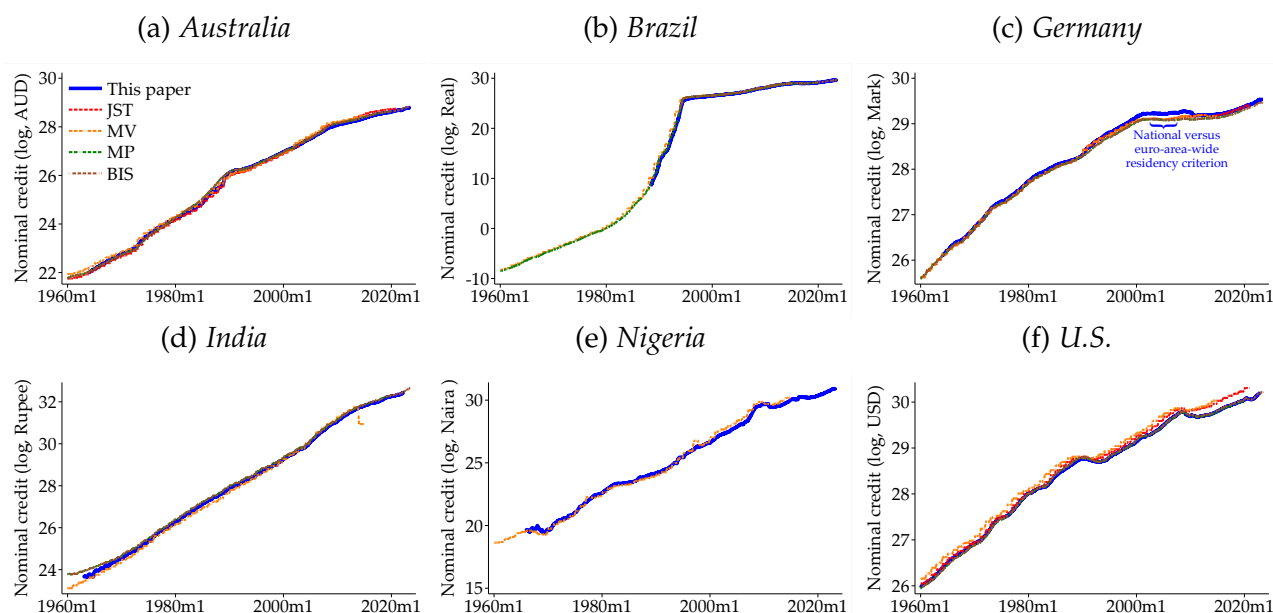 (a) Australia
Nominal credit (log, AUD)
30
28
26
24
22
1960m1 1980m1 2000m1 2020m1
This paper
JST
MV
MP
BIS
(b) Brazil
Nominal credit (log, Real)
30
20
10
0
-10
1960m1 1980m1 2000m1 2020m1
(c) Germany
Nominal credit (log, Mark)
30
29
28
27
26
25
1960m1 1980m1 2000m1 2020m1
National versus
euro-area-wide
residency criterion
(d) India
Nominal credit (log, Rupee)
32
30
28
26
24
1960m1 1980m1 2000m1 2020m1
(e) Nigeria
Nominal credit (log, Naira )
30
25
20
15
1960m1 1980m1 2000m1 2020m1
(f) U.S.
Nominal credit (log, USD)
30
29
28
27
26
1960m1 1980m1 2000m1 2020m1